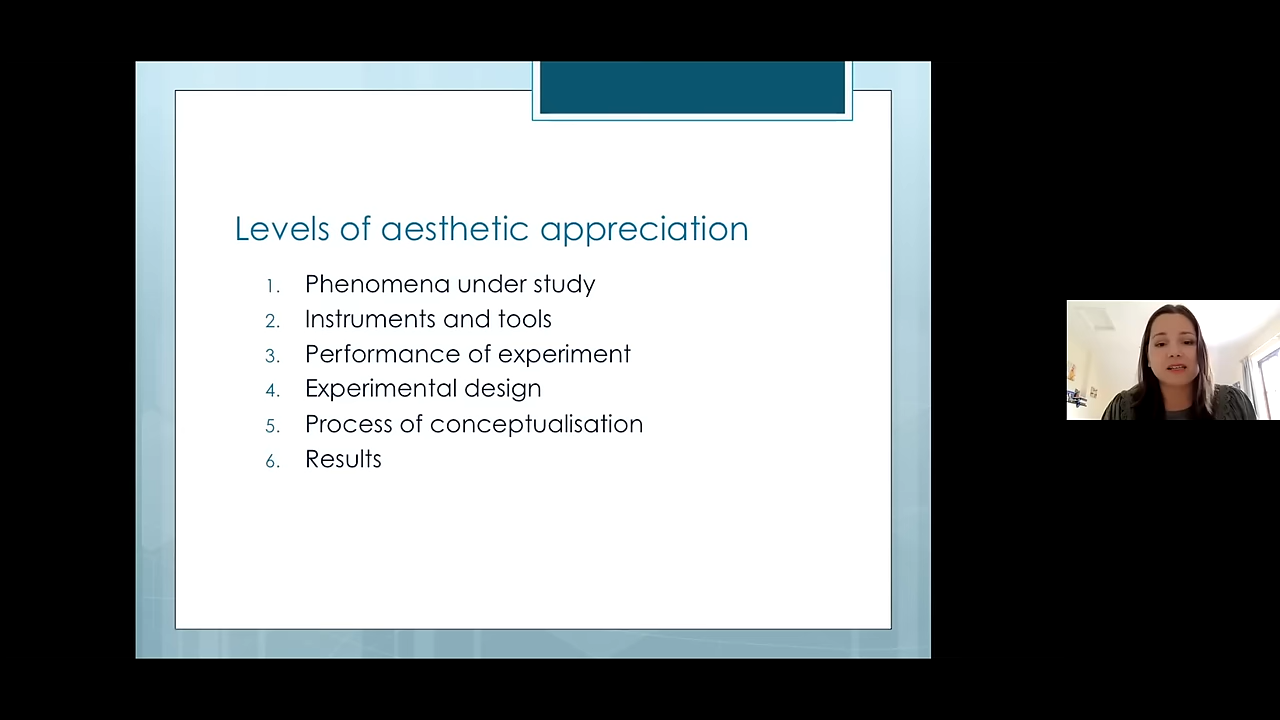 Levels of aesthetic appreciation
1. Phenomena under study
2. Instruments and tools
3. Performance of experiment
4. Experimental design
5. Process of conceptualisation
6. Results